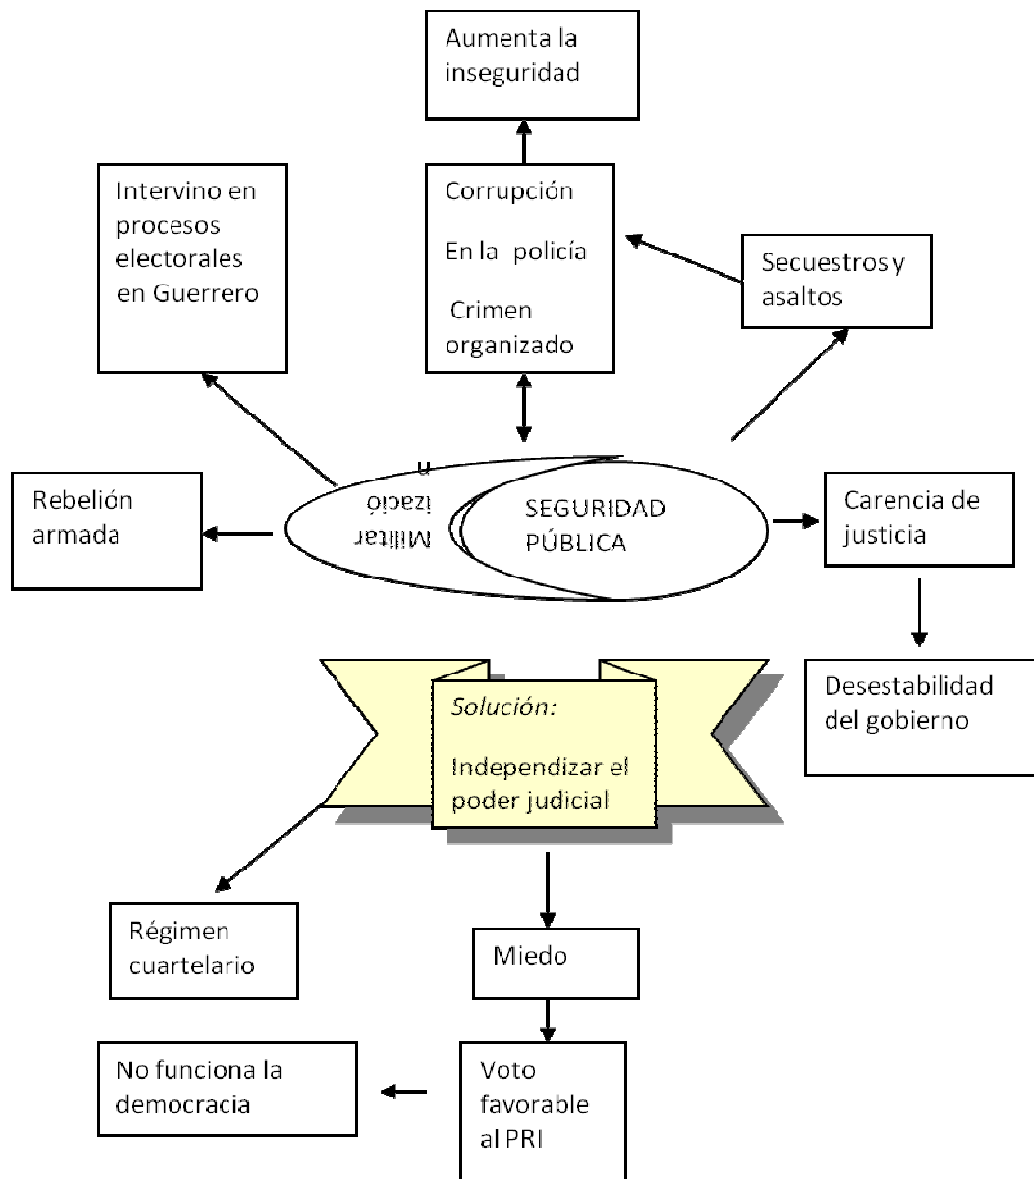 Aumenta la
inseguridad
Intervino en
procesos
electorales
en Guerrero
Corrupción
En la policía
Crimen
organizado
Secuestros y
asaltos
Rebelión
armada
Militar
izació
n
SEGURIDAD
PÚBLICA
Carencia de
justicia
Desestabilidad
del gobierno
Solución:
Independizar el
poder judicial
Régimen
cuartelario
Miedo
No funciona la
democracia
Voto
favorable
al PRI